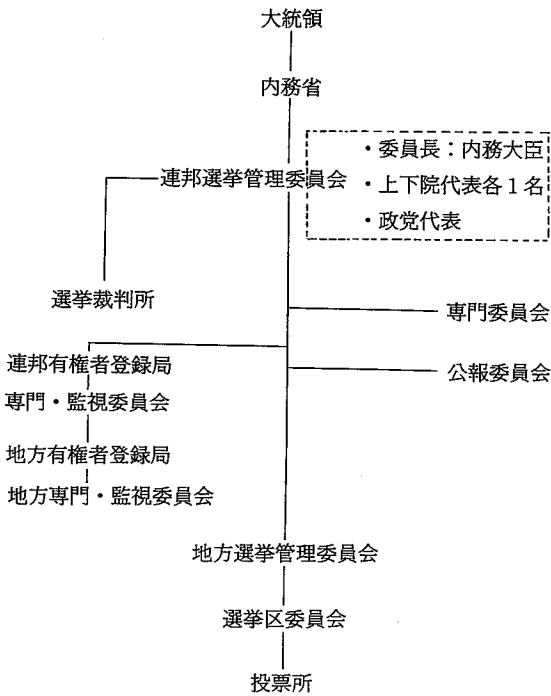 大統領
内務省
・委員長：内務大臣
連邦選挙管理委員会
・上下院代表各1名
・政党代表
選挙裁判所
専門委員会
連邦有権者登録局
公報委員会
専門・監視委員会
地方有権者登録局
地方専門・監視委員会
地方選挙管理委員会
選挙区委員会
投票所